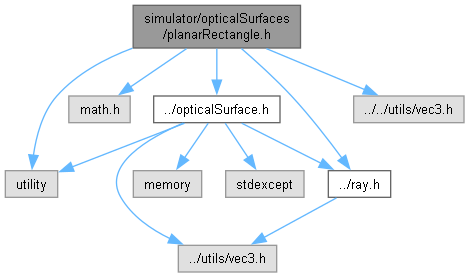 simulator/opticalSurfaces
/planarRectangle.h
math.h
../opticalSurface.h
../../utils/vec3.h
utility
memory
stdexcept
../ray.h
../utils/vec3.h